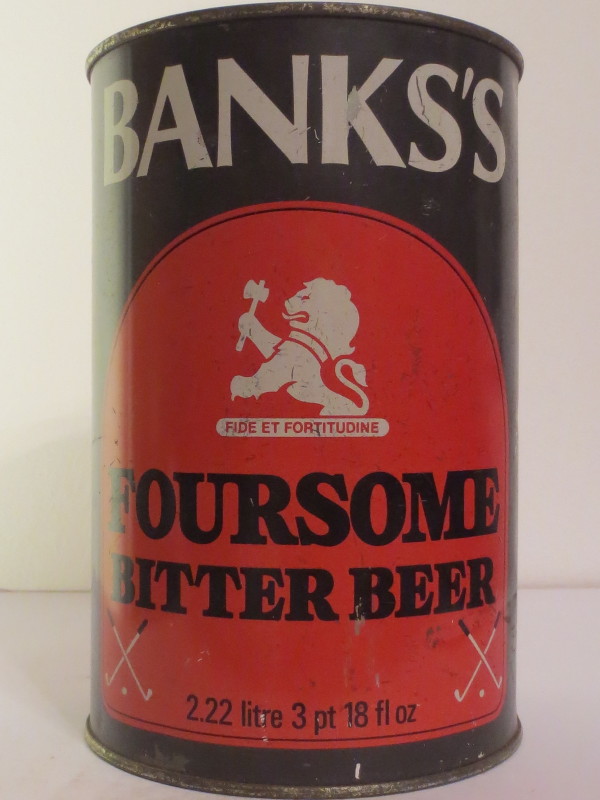 BANKS'S
FIDE ET FORTITUDINE
FOURSOME
BITTER BEER
2.22 litre 3 pt 18 fl oz